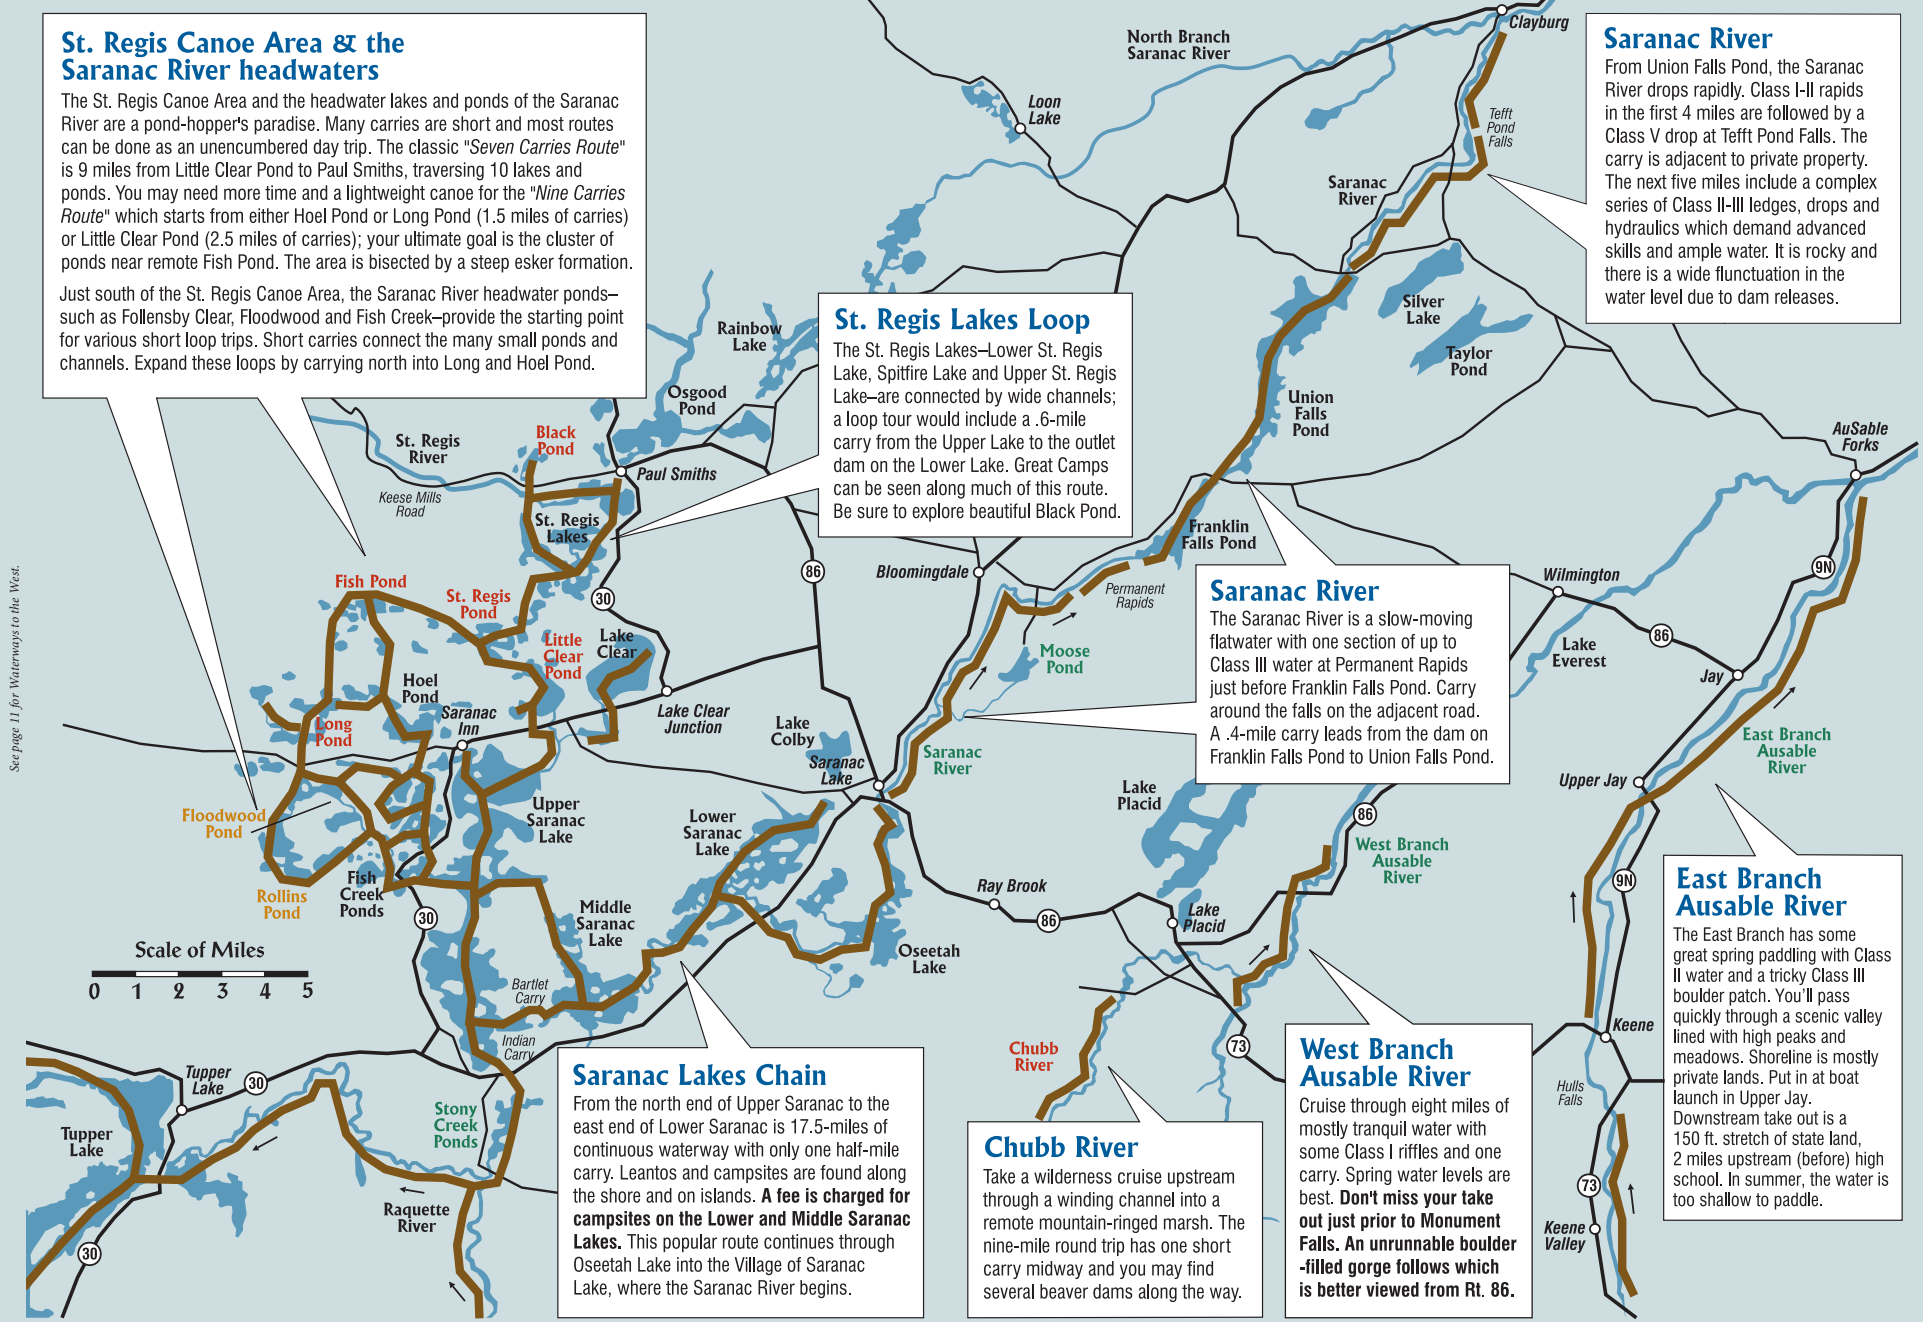 St. Regis Canoe Area & the
Saranac River headwaters
The St. Regis Canoe Area and the headwater lakes and ponds of the Saranac
River are a pond-hopper's paradise. Many carries are short and most routes
can be done as an unencumbered day trip. The classic "Seven Carries Route"
is 9 miles from Little Clear Pond to Paul Smiths, traversing 10 lakes and
ponds. You may need more time and a lightweight canoe for the "Nine Carries
Route" which starts from either Hoel Pond or Long Pond (1.5 miles of carries)
or Little Clear Pond (2.5 miles of carries); your ultimate goal is the cluster of
ponds near remote Fish Pond. The area is bisected by a steep esker formation.
Just south of the St. Regis Canoe Area, the Saranac River headwater ponds–
such as Follensby Clear, Floodwood and Fish Creek–provide the starting point
for various short loop trips. Short carries connect the many small ponds and
channels. Expand these loops by carrying north into Long and Hoel Pond.
North Branch
Saranac River
Clayburg
Loon
Lake
Tefft
Pond
Falls
Saranac
River
Saranac River
From Union Falls Pond, the Saranac
River drops rapidly. Class I-II rapids
in the first 4 miles are followed by a
Class V drop at Tefft Pond Falls. The
carry is adjacent to private property.
The next five miles include a complex
series of Class II-III ledges, drops and
hydraulics which demand advanced
skills and ample water. It is rocky and
there is a wide flunctuation in the
water level due to dam releases.
Silver
Lake
Taylor
Pond
Union
Falls
Pond
Rainbow
Lake
Osgood
Pond
St. Regis Lakes Loop
The St. Regis Lakes–Lower St. Regis
Lake, Spitfire Lake and Upper St. Regis
Lake–are connected by wide channels;
a loop tour would include a .6-mile
carry from the Upper Lake to the outlet
dam on the Lower Lake. Great Camps
can be seen along much of this route.
Be sure to explore beautiful Black Pond.
AuSable
Forks
St. Regis
River
Black
Pond
Paul Smiths
Keese Mills
Road
St. Regis
Lakes
Franklin
Falls Pond
86
Bloomingdale
9N
Wilmington
Fish Pond
St. Regis
Pond
30
Permanent
Rapids
Saranac River
The Saranac River is a slow-moving
flatwater with one section of up to
Class III water at Permanent Rapids
just before Franklin Falls Pond. Carry
around the falls on the adjacent road.
A .4-mile carry leads from the dam on
Franklin Falls Pond to Union Falls Pond.
86
Lake
Everest
Jay
Little
Clear
Pond
Lake
Clear
Moose
Pond
See page 11 for Waterways to the West.
Hoel
Pond
Saranac
Inn
Long
Pond
Lake Clear
Junction
Lake
Colby
Saranac
Lake
Saranac
River
East Branch
Ausable
River
Upper Jay
Lake
Placid
Floodwood
Pond
Upper
Saranac
Lake
Lower
Saranac
Lake
86
West Branch
Ausable
River
Rollins
Pond
Fish
Creek
Ponds
30
Middle
Saranac
Lake
Ray Brook
86
Lake
Placid
9N
Oseetah
Lake
East Branch
Ausable River
The East Branch has some
great spring paddling with Class
II water and a tricky Class III
boulder patch. You'll pass
quickly through a scenic valley
lined with high peaks and
meadows. Shoreline is mostly
private lands. Put in at boat
launch in Upper Jay.
Downstream take out is a
150 ft. stretch of state land,
2 miles upstream (before) high
school. In summer, the water is
too shallow to paddle.
Scale of Miles
0 1 2 3 4 5
Bartlet
Carry
Indian
Carry
Keene
73
Chubb
River
Hulls
Falls
Tupper
Lake
30
Stony
Creek
Ponds
Tupper
Lake
Raquette
River
30
Saranac Lakes Chain
From the north end of Upper Saranac to the
east end of Lower Saranac is 17.5-miles of
continuous waterway with only one half-mile
carry. Leantos and campsites are found along
the shore and on islands. A fee is charged for
campsites on the Lower and Middle Saranac
Lakes. This popular route continues through
Oseetah Lake into the Village of Saranac
Lake, where the Saranac River begins.
Chubb River
Take a wilderness cruise upstream
through a winding channel into a
remote mountain-ringed marsh. The
nine-mile round trip has one short
carry midway and you may find
several beaver dams along the way.
West Branch
Ausable River
Cruise through eight miles of
mostly tranquil water with
some Class I riffles and one
carry. Spring water levels are
best. Don't miss your take
out just prior to Monument
Falls. An unrunnable boulder
-filled gorge follows which
is better viewed from Rt. 86.
73
Keene
Valley